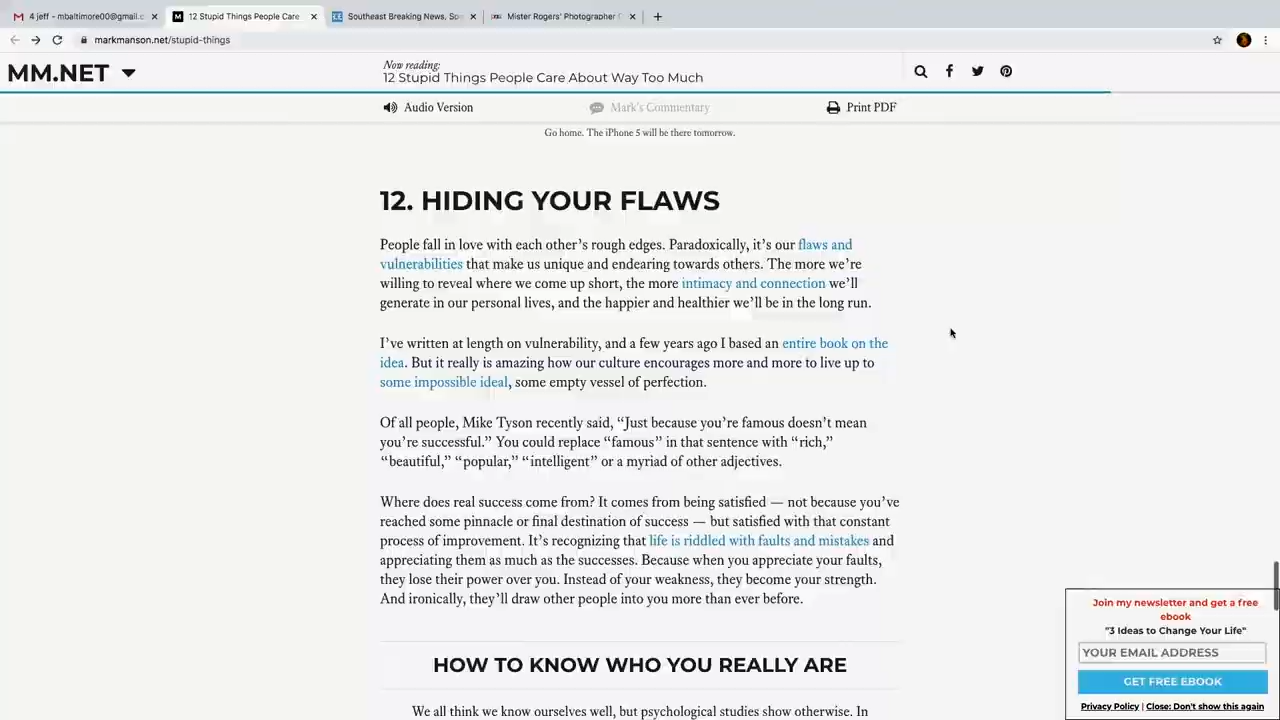 4 jeff - mbaltimore00@gmail.c
12 Stupid Things People Care
Southeast Breaking News, Sp
Mister Rogers' Photographer
markmanson.net/stupid-things
MM.NET
Now reading:
12 Stupid Things People Care About Way Too Much
Audio Version
Mark's Commentary
Print PDF
Go home. The iPhone 5 will be there tomorrow.
12. HIDING YOUR FLAWS
People fall in love with each other’s rough edges. Paradoxically, it’s our flaws and
vulnerabilities that make us unique and endearing towards others. The more we’re
willing to reveal where we come up short, the more intimacy and connection we’ll
generate in our personal lives, and the happier and healthier we’ll be in the long run.
I’ve written at length on vulnerability, and a few years ago I based an entire book on the
idea. But it really is amazing how our culture encourages more and more to live up to
some impossible ideal, some empty vessel of perfection.
Of all people, Mike Tyson recently said, “Just because you’re famous doesn’t mean
you’re successful.” You could replace “famous” in that sentence with “rich,”
“beautiful,” “popular,” “intelligent” or a myriad of other adjectives.
Where does real success come from? It comes from being satisfied — not because you’ve
reached some pinnacle or final destination of success — but satisfied with that constant
process of improvement. It’s recognizing that life is riddled with faults and mistakes and
appreciating them as much as the successes. Because when you appreciate your faults,
they lose their power over you. Instead of your weakness, they become your strength.
And ironically, they’ll draw other people into you more than ever before.
HOW TO KNOW WHO YOU REALLY ARE
We all think we know ourselves well, but psychological studies show otherwise. In
Join my newsletter and get a free
ebook
"3 Ideas to Change Your Life"
YOUR EMAIL ADDRESS
GET FREE EBOOK
Privacy Policy | Close: Don't show this again